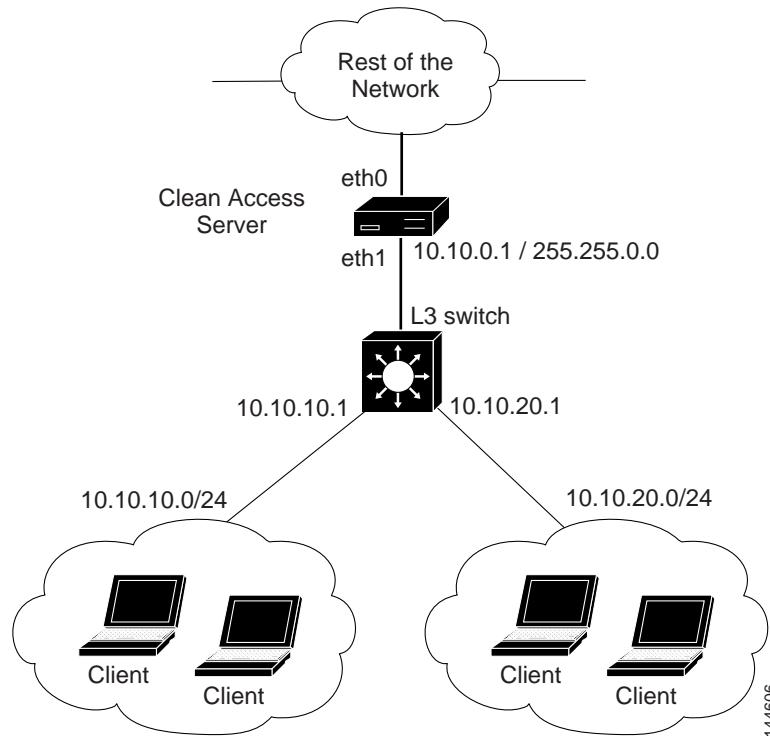 Rest of the
Network
eth0
Clean Access
Server
eth1
10.10.0.1 / 255.255.0.0
L3 switch
10.10.10.1
10.10.20.1
10.10.10.0/24
10.10.20.0/24
Client
Client
Client
Client
144606